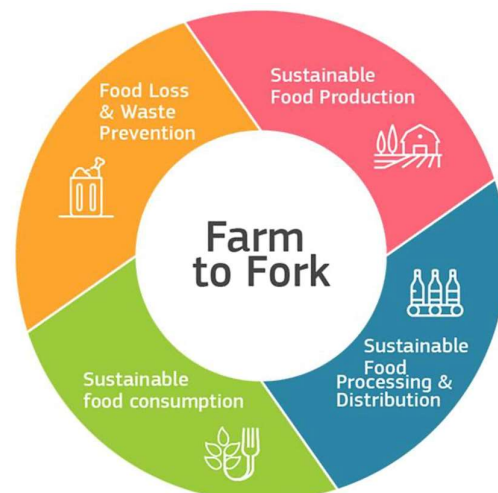 Farm
to Fork
Sustainable
Food Production
Sustainable
Food
Processing &
Distribution
Sustainable
food consumption
Food Loss
& Waste
Prevention